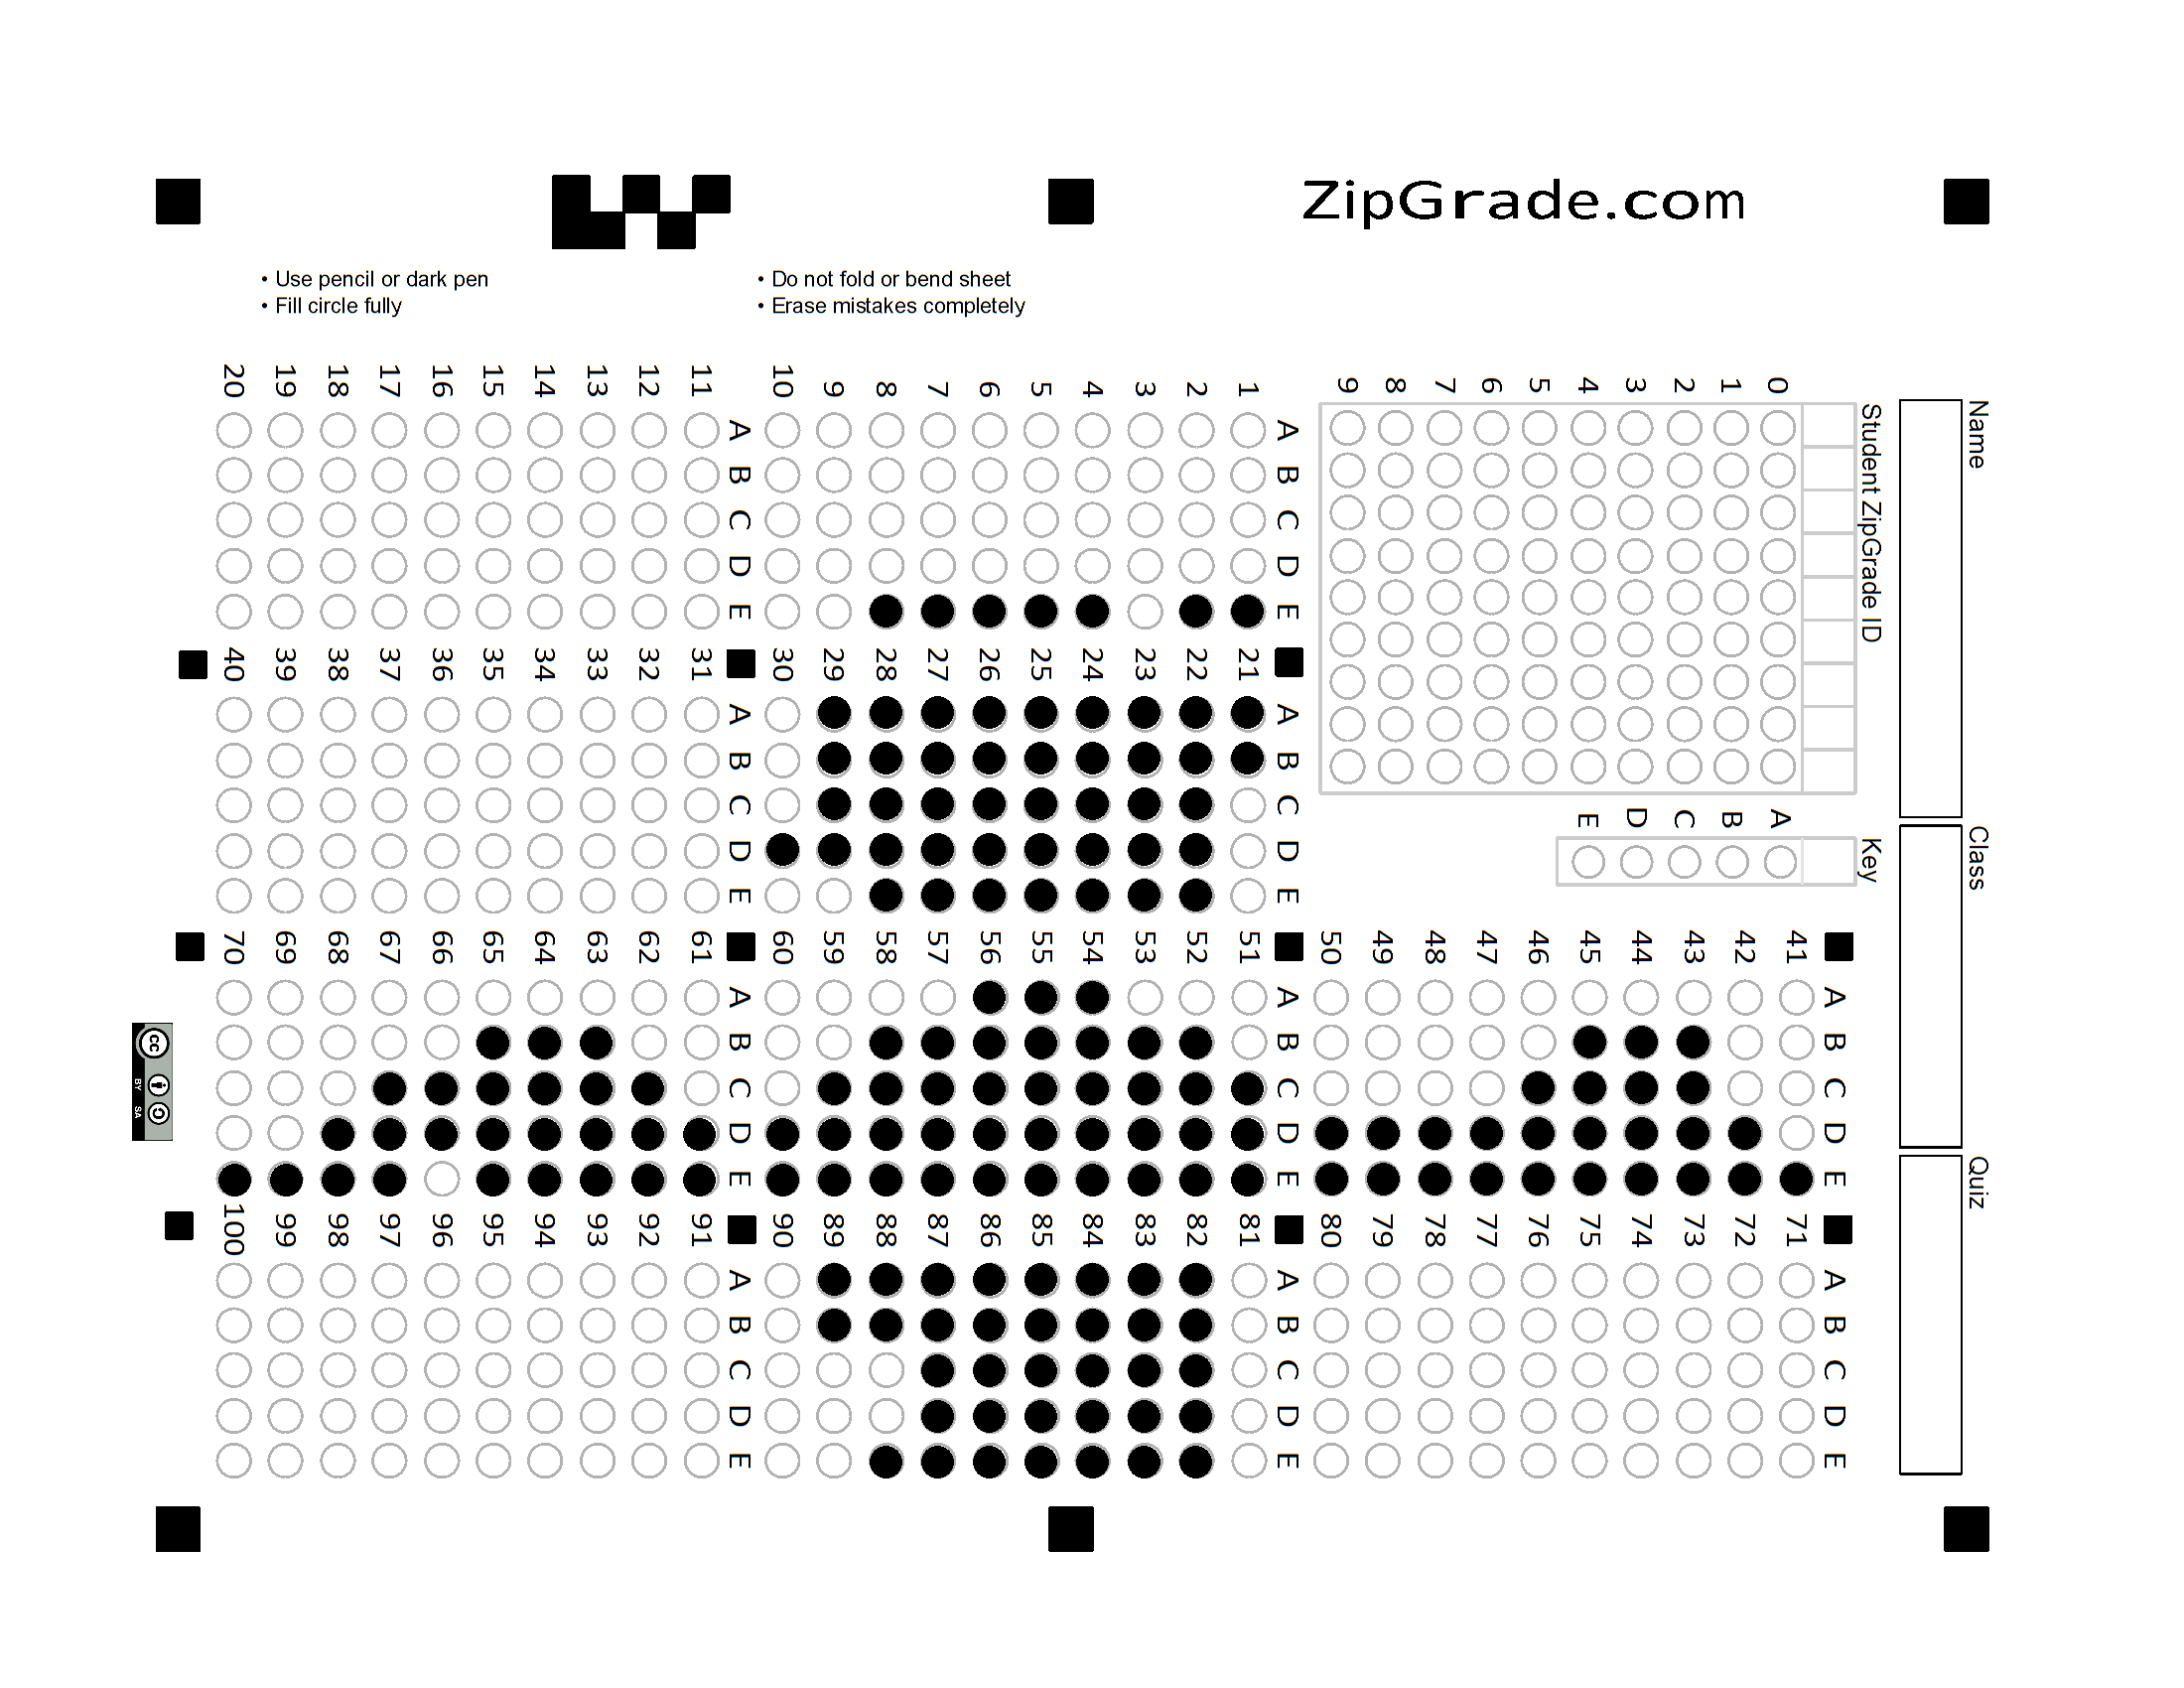 ZipGrade.com
• Use pencil or dark pen
• Fill circle fully
• Do not fold or bend sheet
• Erase mistakes completely
Name
Class
Quiz
Student ZipGrade ID
0 1 2 3 4 5 6 7 8 9
Key
A B C D E
1 2 3 4 5 6 7 8 9 10
A B C D E
11 12 13 14 15 16 17 18 19 20
A B C D E
21 22 23 24 25 26 27 28 29 30
A B C D E
31 32 33 34 35 36 37 38 39 40
A B C D E
41 42 43 44 45 46 47 48 49 50
A B C D E
51 52 53 54 55 56 57 58 59 60
A B C D E
61 62 63 64 65 66 67 68 69 70
A B C D E
71 72 73 74 75 76 77 78 79 80
A B C D E
81 82 83 84 85 86 87 88 89 90
A B C D E
91 92 93 94 95 96 97 98 99 100
A B C D E
cc
BY SA